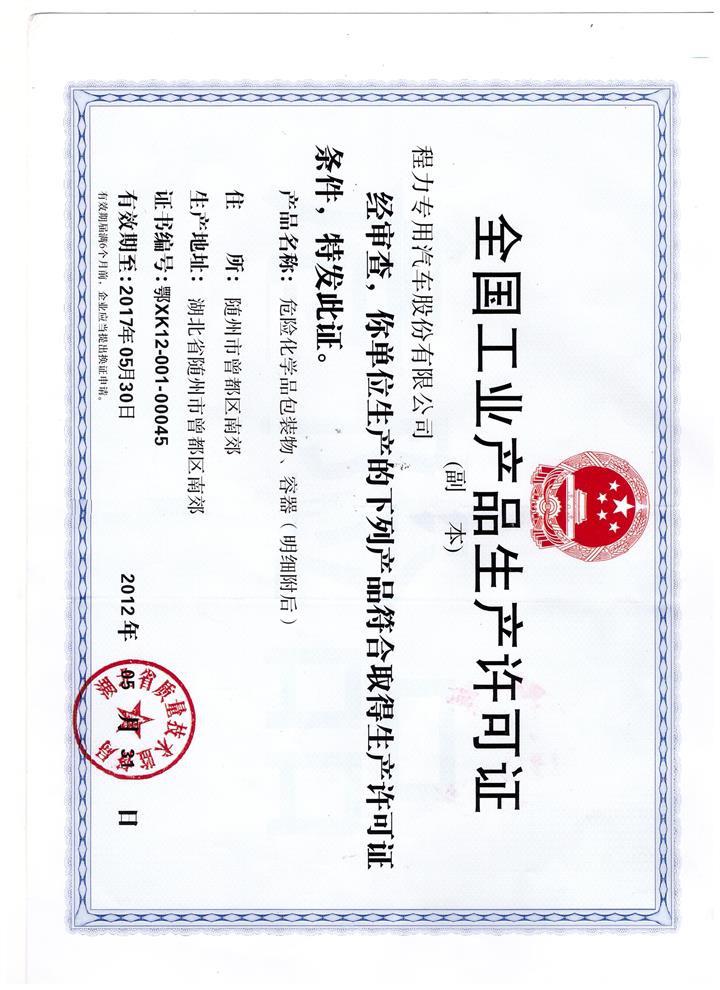 全国工业产品生产许可证
(副 本)
程力专用汽车股份有限公司
经审查，你单位生产的下列产品符合取得生产许可证
条件，特发此证。
产品名称：危险化学品包装物、容器（明细附后）
住 所：随州市曾都区南郊
生产地址：湖北省随州市曾都区南郊
证书编号：鄂XK12-001-00045
有效期至：2017年05月30日
2012 年 05 月 31 日
有效期届满6个月前，企业应当提出换证申请。
省质量技术监